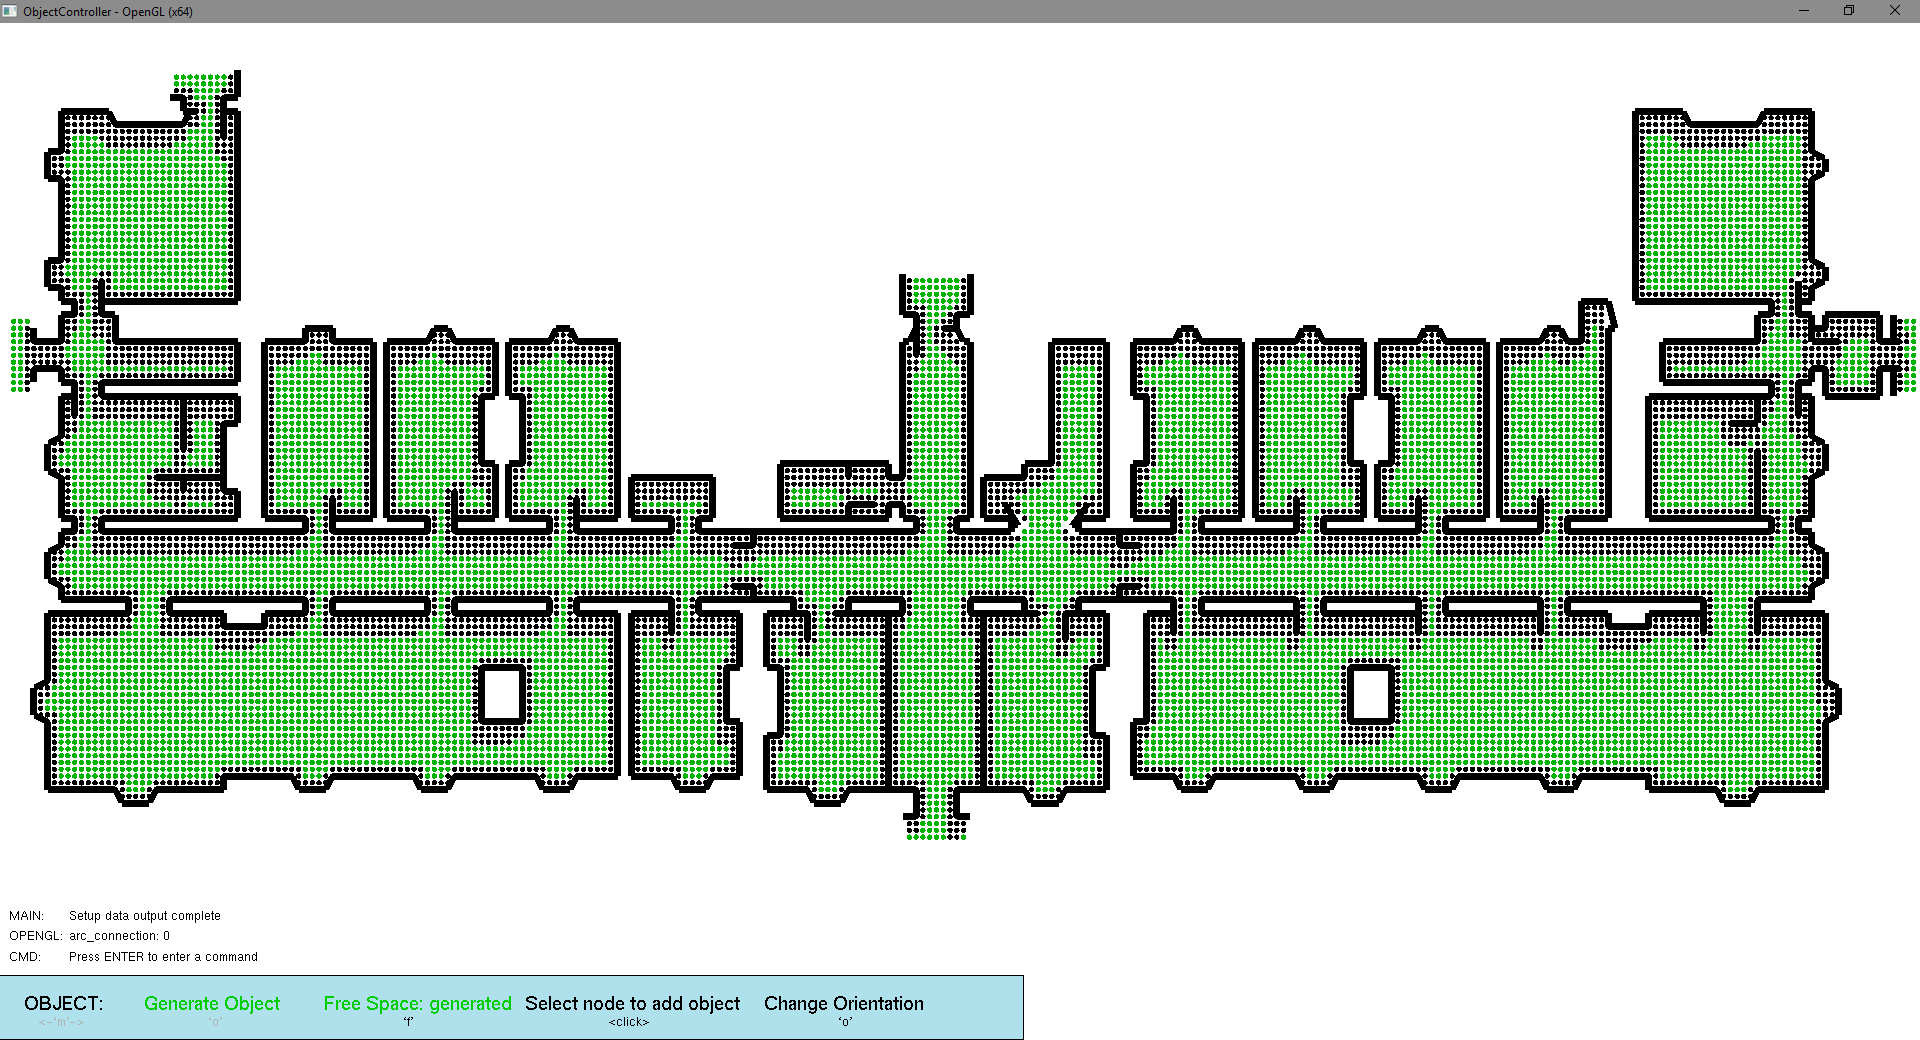 ObjectController - OpenGL (x64)
MAIN: Setup data output complete
OPENGL: arc_connection: 0
CMD: Press ENTER to enter a command
OBJECT: Generate Object Free Space: generated Select node to add object Change Orientation
<-'m'-> 'o' 'f' <click> 'o'